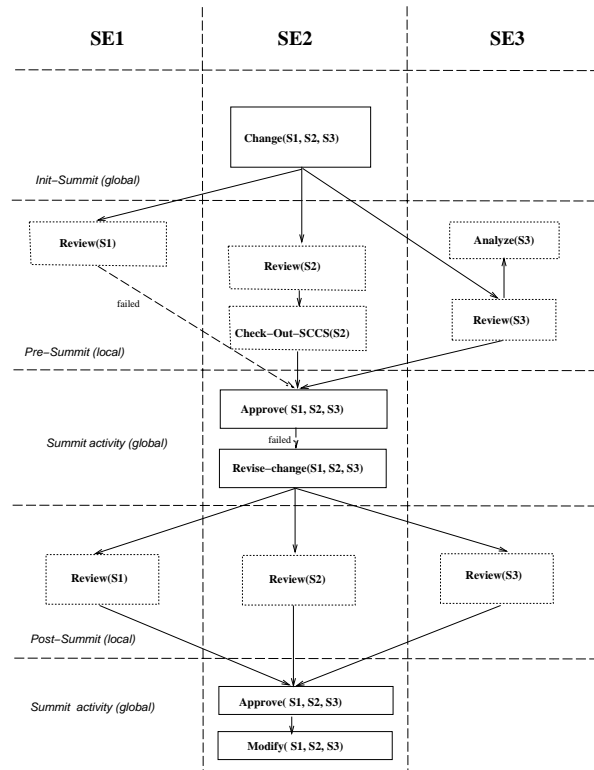 SE1 SE2 SE3
Change(S1, S2, S3)
Init−Summit (global)
Review(S1)
Review(S2)
Analyze(S3)
failed
Check−Out−SCCS(S2)
Review(S3)
Pre−Summit (local)
Approve( S1, S2, S3)
failed
Summit activity (global)
Revise−change(S1, S2, S3)
Review(S1)
Review(S2)
Review(S3)
Post−Summit (local)
Approve( S1, S2, S3)
Summit activity (global)
Modify( S1, S2, S3)